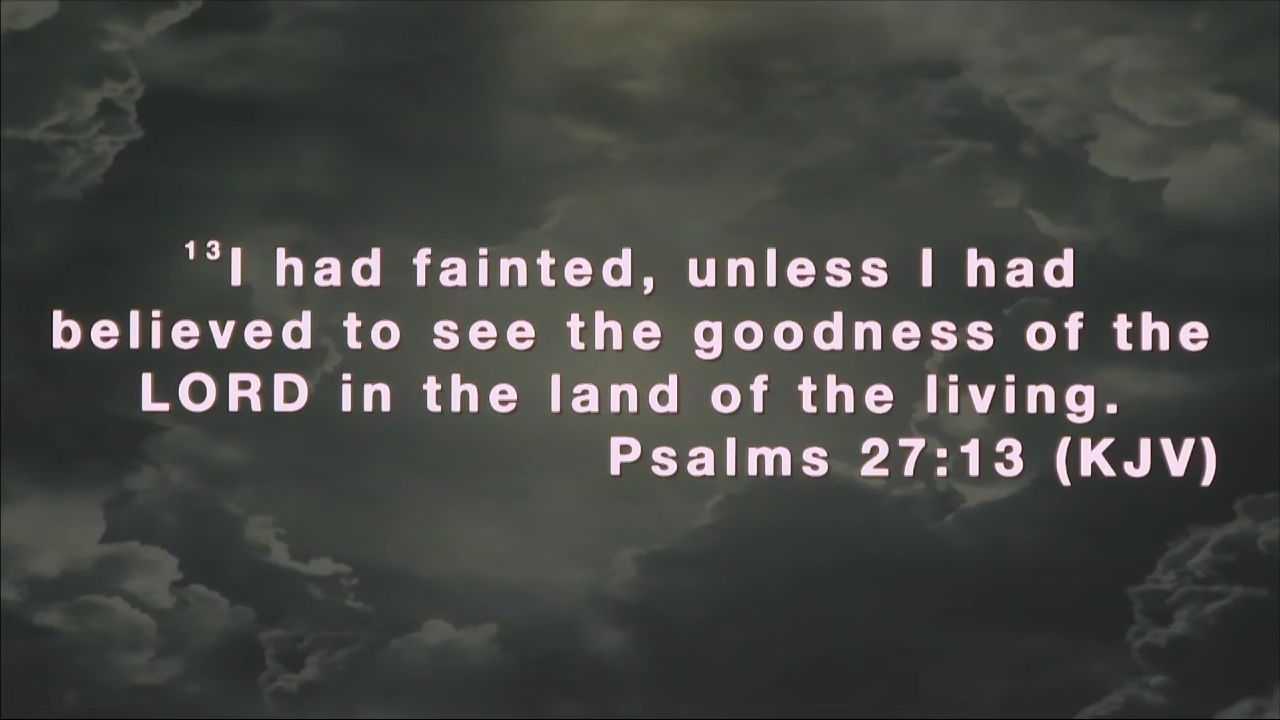 ¹³I had fainted, unless I had
believed to see the goodness of the
LORD in the land of the living.
Psalms 27:13 (KJV)